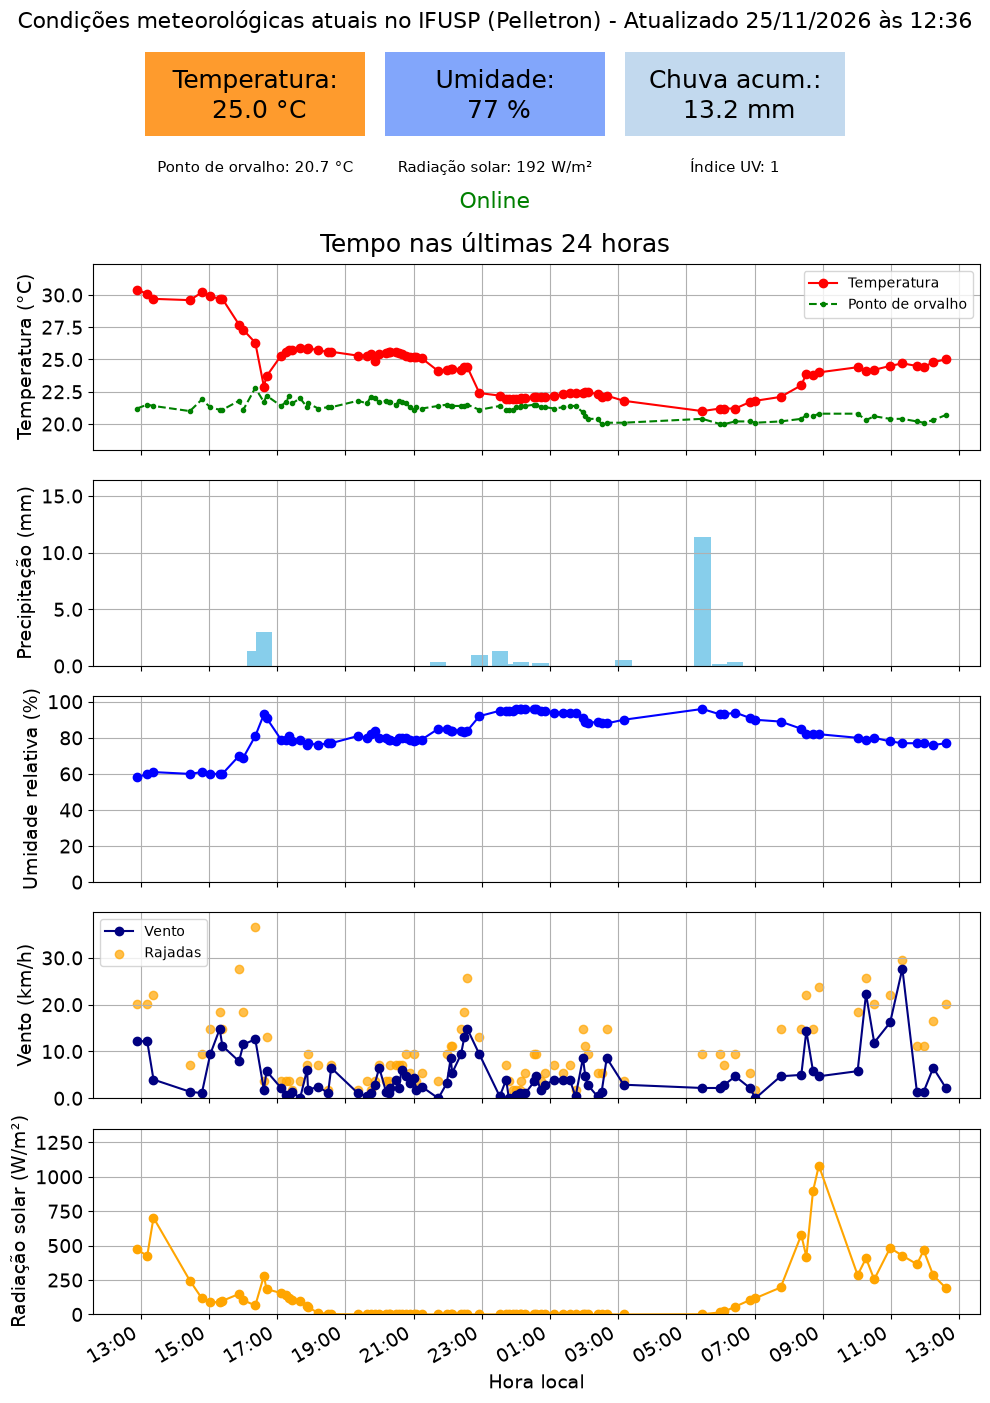 Condições meteorológicas atuais no IFUSP (Pelletron) - Atualizado 25/11/2026 às 12:36
Temperatura:
25.0 °C
Umidade:
77 %
Chuva acum.:
13.2 mm
Ponto de orvalho: 20.7 °C
Radiação solar: 192 W/m²
Índice UV: 1
Online
Tempo nas últimas 24 horas
Temperatura (°C)
30.0
27.5
25.0
22.5
20.0
Temperatura
Ponto de orvalho
Precipitação (mm)
15.0
10.0
5.0
0.0
Umidade relativa (%)
100
80
60
40
20
0
Vento (km/h)
30.0
20.0
10.0
0.0
Vento
Rajadas
Radiação solar (W/m²)
1250
1000
750
500
250
0
13:00
15:00
17:00
19:00
21:00
23:00
01:00
03:00
05:00
07:00
09:00
11:00
13:00
Hora local